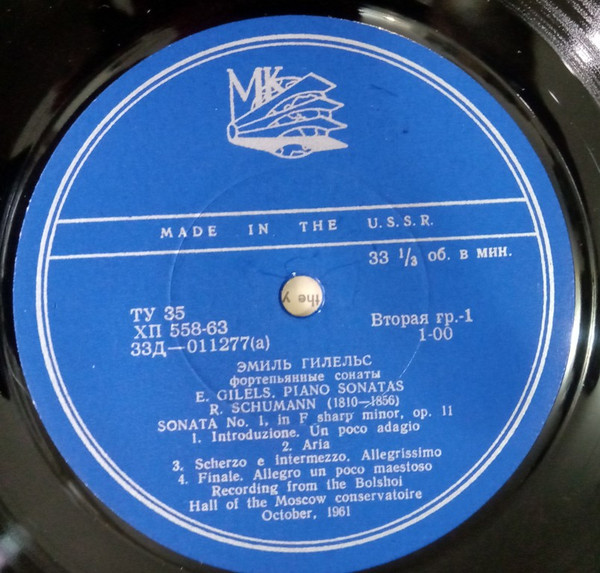 МК
MADE IN THE U.S.S.R.
33 1/3 об. в мин.
ТУ 35
ХП 558-63
33Д—011277(а)
Вторая гр.-1
1-00
the y
ЭМИЛЬ ГИЛЕЛЬС
фортепьянные сонаты
E. GILELS, PIANO SONATAS
R. SCHUMANN (1810—1856)
SONATA No. 1, in F sharp minor, op. 11
1. Introduzione. Un poco adagio
2. Aria
3. Scherzo e intermezzo. Allegrissimo
4. Finale. Allegro un poco maestoso
Recording from the Bolshoi
Hall of the Moscow conservatoire
October, 1961